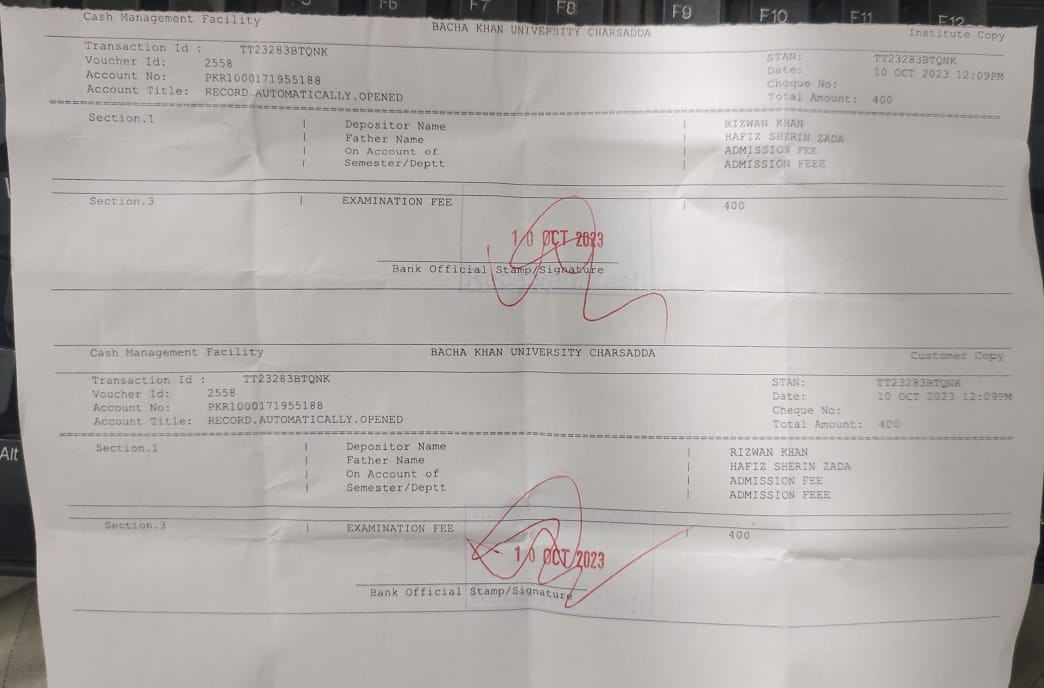 F6 F7 F8 F9 F10 F11 F12
Cash Management Facility BACHA KHAN UNIVERSITY CHARSADDA Institute Copy
Transaction Id : TT23283BTQNK STAN: TT23283BTQNK
Voucher Id: 2558 Date: 10 OCT 2023 12:09PM
Account No: PKR1000171955188 Cheque No:
Account Title: RECORD.AUTOMATICALLY.OPENED Total Amount: 400
Section.1 | Depositor Name | RIZWAN KHAN
| Father Name | HAFIZ SHERIN ZADA
| On Account of | ADMISSION FEE
| Semester/Deptt | ADMISSION FEEE
Section.3 | EXAMINATION FEE | 400
10 OCT 2023
Bank Official Stamp/Signature
Cash Management Facility BACHA KHAN UNIVERSITY CHARSADDA Customer Copy
Transaction Id : TT23283BTQNK STAN: TT23283BTQNK
Voucher Id: 2558 Date: 10 OCT 2023 12:09PM
Account No: PKR1000171955188 Cheque No:
Account Title: RECORD.AUTOMATICALLY.OPENED Total Amount: 400
Alt
Section.1 | Depositor Name | RIZWAN KHAN
| Father Name | HAFIZ SHERIN ZADA
| On Account of | ADMISSION FEE
| Semester/Deptt | ADMISSION FEEE
Section.3 | EXAMINATION FEE | 400
10 OCT 2023
Bank Official Stamp/Signature